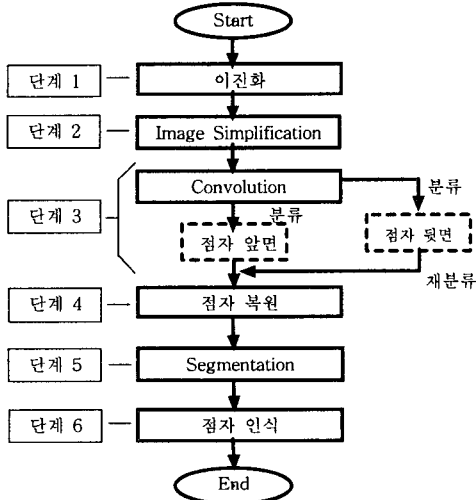 Start
단계 1
이진화
단계 2
Image Simplification
단계 3
Convolution
분류
분류
점자 앞면
점자 뒷면
재분류
단계 4
점자 복원
단계 5
Segmentation
단계 6
점자 인식
End